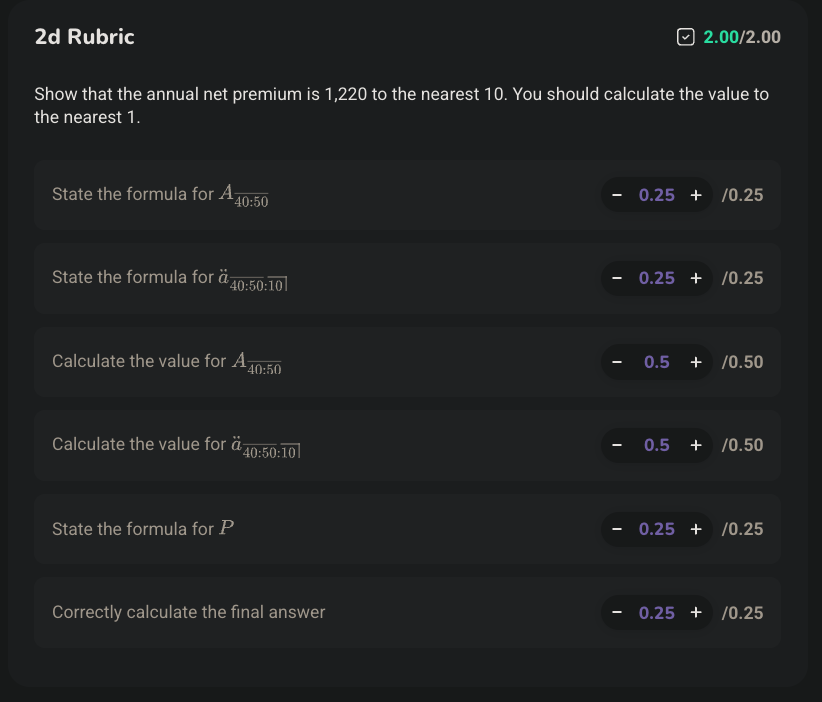 2d Rubric 2.00/2.00
Show that the annual net premium is 1,220 to the nearest 10. You should calculate the value to
the nearest 1.
State the formula for $A_{\overline{40:50}}$ − 0.25 + /0.25
State the formula for $\ddot{a}_{\overline{40:50}:\overline{10}|}$ − 0.25 + /0.25
Calculate the value for $A_{\overline{40:50}}$ − 0.5 + /0.50
Calculate the value for $\ddot{a}_{\overline{40:50}:\overline{10}|}$ − 0.5 + /0.50
State the formula for $P$ − 0.25 + /0.25
Correctly calculate the final answer − 0.25 + /0.25